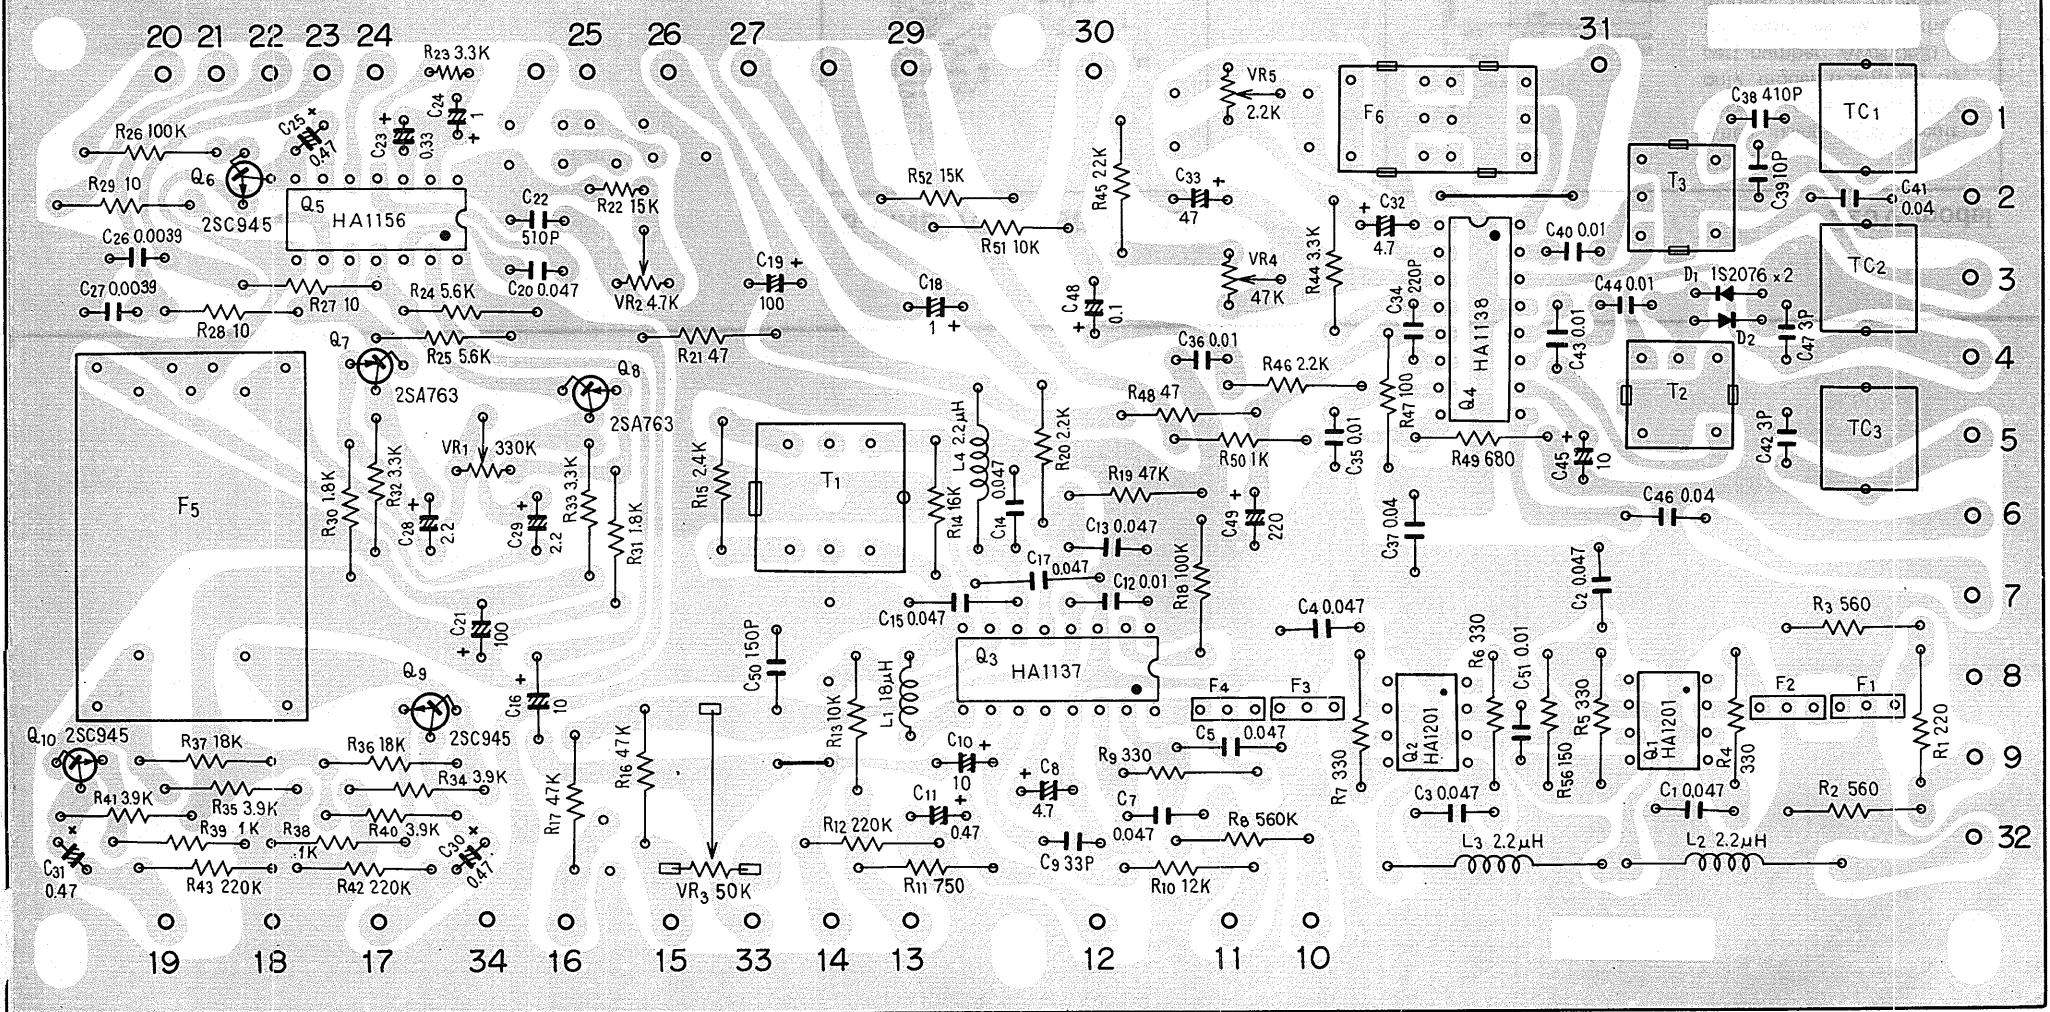 20 21 22 23 24 25 26 27 29 30 31
R23 3.3K
C24 1 +
C25 × 0.47
C23 + 0.33
R26 100K
Q6
2SC945
R29 10
C26 0.0039
C27 0.0039
R28 10
R27 10
Q5
HA1156
C22
510P
C20 0.047
R22 15K
VR2 4.7K
R24 5.6K
R25 5.6K
R21 47
C19 +
100
Q7
2SA763
Q8
2SA763
F5
VR1 330K
R30 1.8K
R32 3.3K
C28 + 2.2
C29 + 2.2
R33 3.3K
R31 1.8K
R15 2.4K
T1
C21 100 +
C16 + 10
Q9
2SC945
Q10 2SC945
R37 18K
R36 18K
R34 3.9K
R35 3.9K
R41 3.9K
R40 3.9K
R39 1K
R38 1K
R43 220K
R42 220K
C31 × 0.47
C30 × 0.47
R17 47K
R16 47K
VR3 50K
C50 150P
R13 10K
L1 18μH
R12 220K
R11 750
C10 +
10
C11 +
0.47
C18
1 +
R52 15K
R51 10K
R45 22K
C33 +
47
VR5
2.2K
VR4
47K
C48 + 0.1
C36 0.01
R46 2.2K
R48 47
R50 1K
R44 3.3K
C32 +
4.7
C34 220P
R47 100
C35 0.01
L4 2.2μH
R14 16K
C14 0.047
R20 2.2K
R19 47K
C13 0.047
C17 0.047
C12 0.01
C15 0.047
R18 100K
C49 + 220
C37 0.04
Q3
HA1137
F6
Q4 HA1138
R49 680
C40 0.01
C43 0.01
C44 0.01
C45 + 10
C46 0.04
T3
T2
D1 1S2076 ×2
D2
C38 410P
C39 10P
C41
0.04
C47 3P
C42 3P
TC1
TC2
TC3
1
2
3
4
5
6
7
8
9
32
C4 0.047
C2 0.047
R3 560
R6 330
C51 0.01
R5 330
R56 150
F4 F3
F2 F1
C5 0.047
R9 330
C8 +
4.7
C7
0.047
C9 33P
R8 560K
R10 12K
R7 330
Q2 HA1201
Q1 HA1201
R4 330
R1 220
C3 0.047
C1 0.047
R2 560
L3 2.2μH
L2 2.2μH
19 18 17 34 16 15 33 14 13 12 11 10